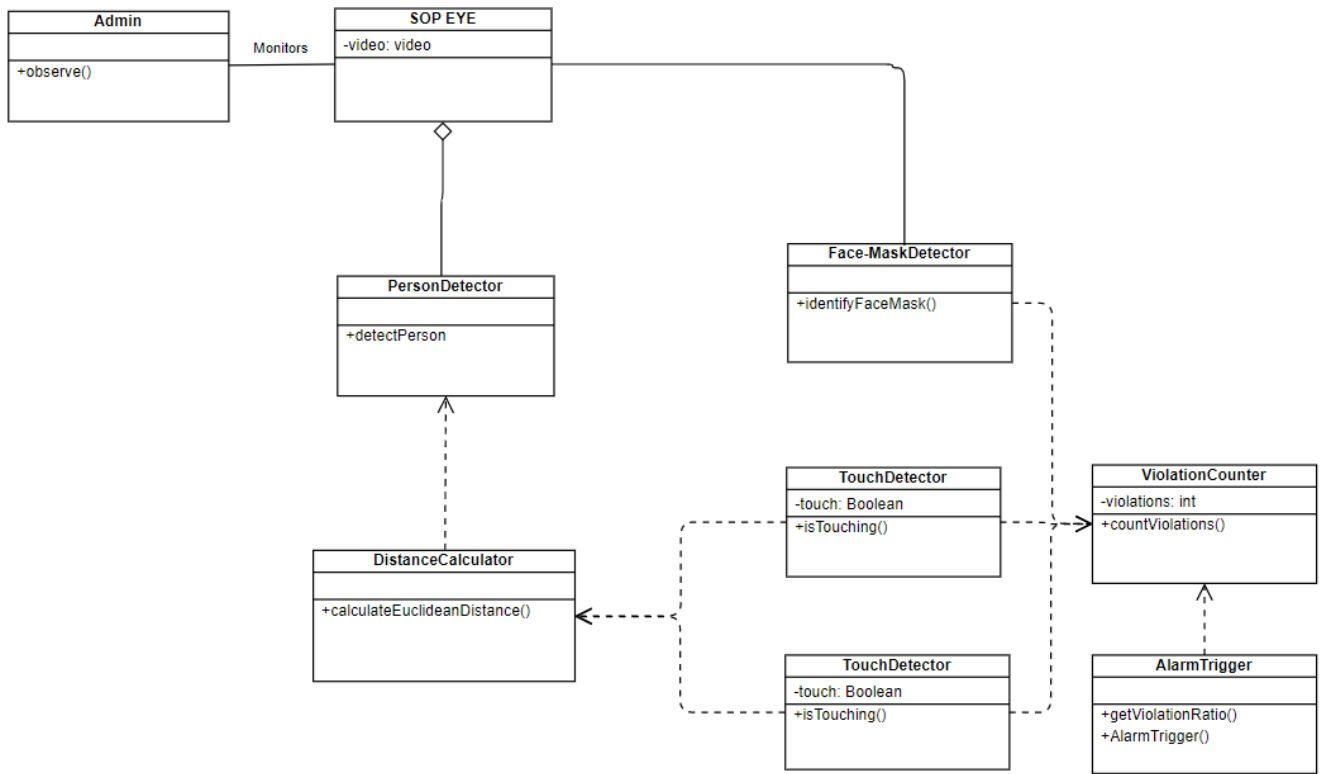 Admin
+observe()
Monitors
SOP EYE
-video: video
PersonDetector
+detectPerson
Face-MaskDetector
+identifyFaceMask()
DistanceCalculator
+calculateEuclideanDistance()
TouchDetector
-touch: Boolean
+isTouching()
ViolationCounter
-violations: int
+countViolations()
TouchDetector
-touch: Boolean
+isTouching()
AlarmTrigger
+getViolationRatio()
+AlarmTrigger()